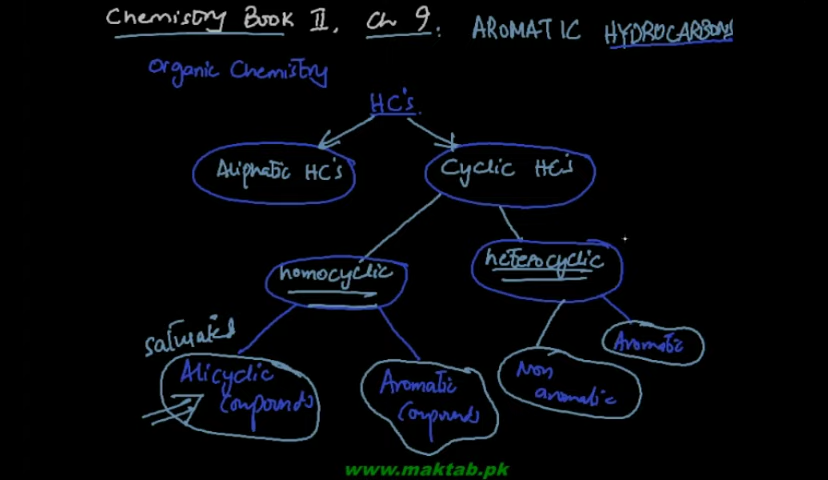 Chemistry Book II, Ch 9: AROMATIC HYDROCARBONS
Organic Chemistry
HC's
Aliphatic HC's
Cyclic HC's
homocyclic
heterocyclic
saturated
Alicyclic
Compounds
Aromatic
Compounds
Non
aromatic
Aromatic
www.maktab.pk